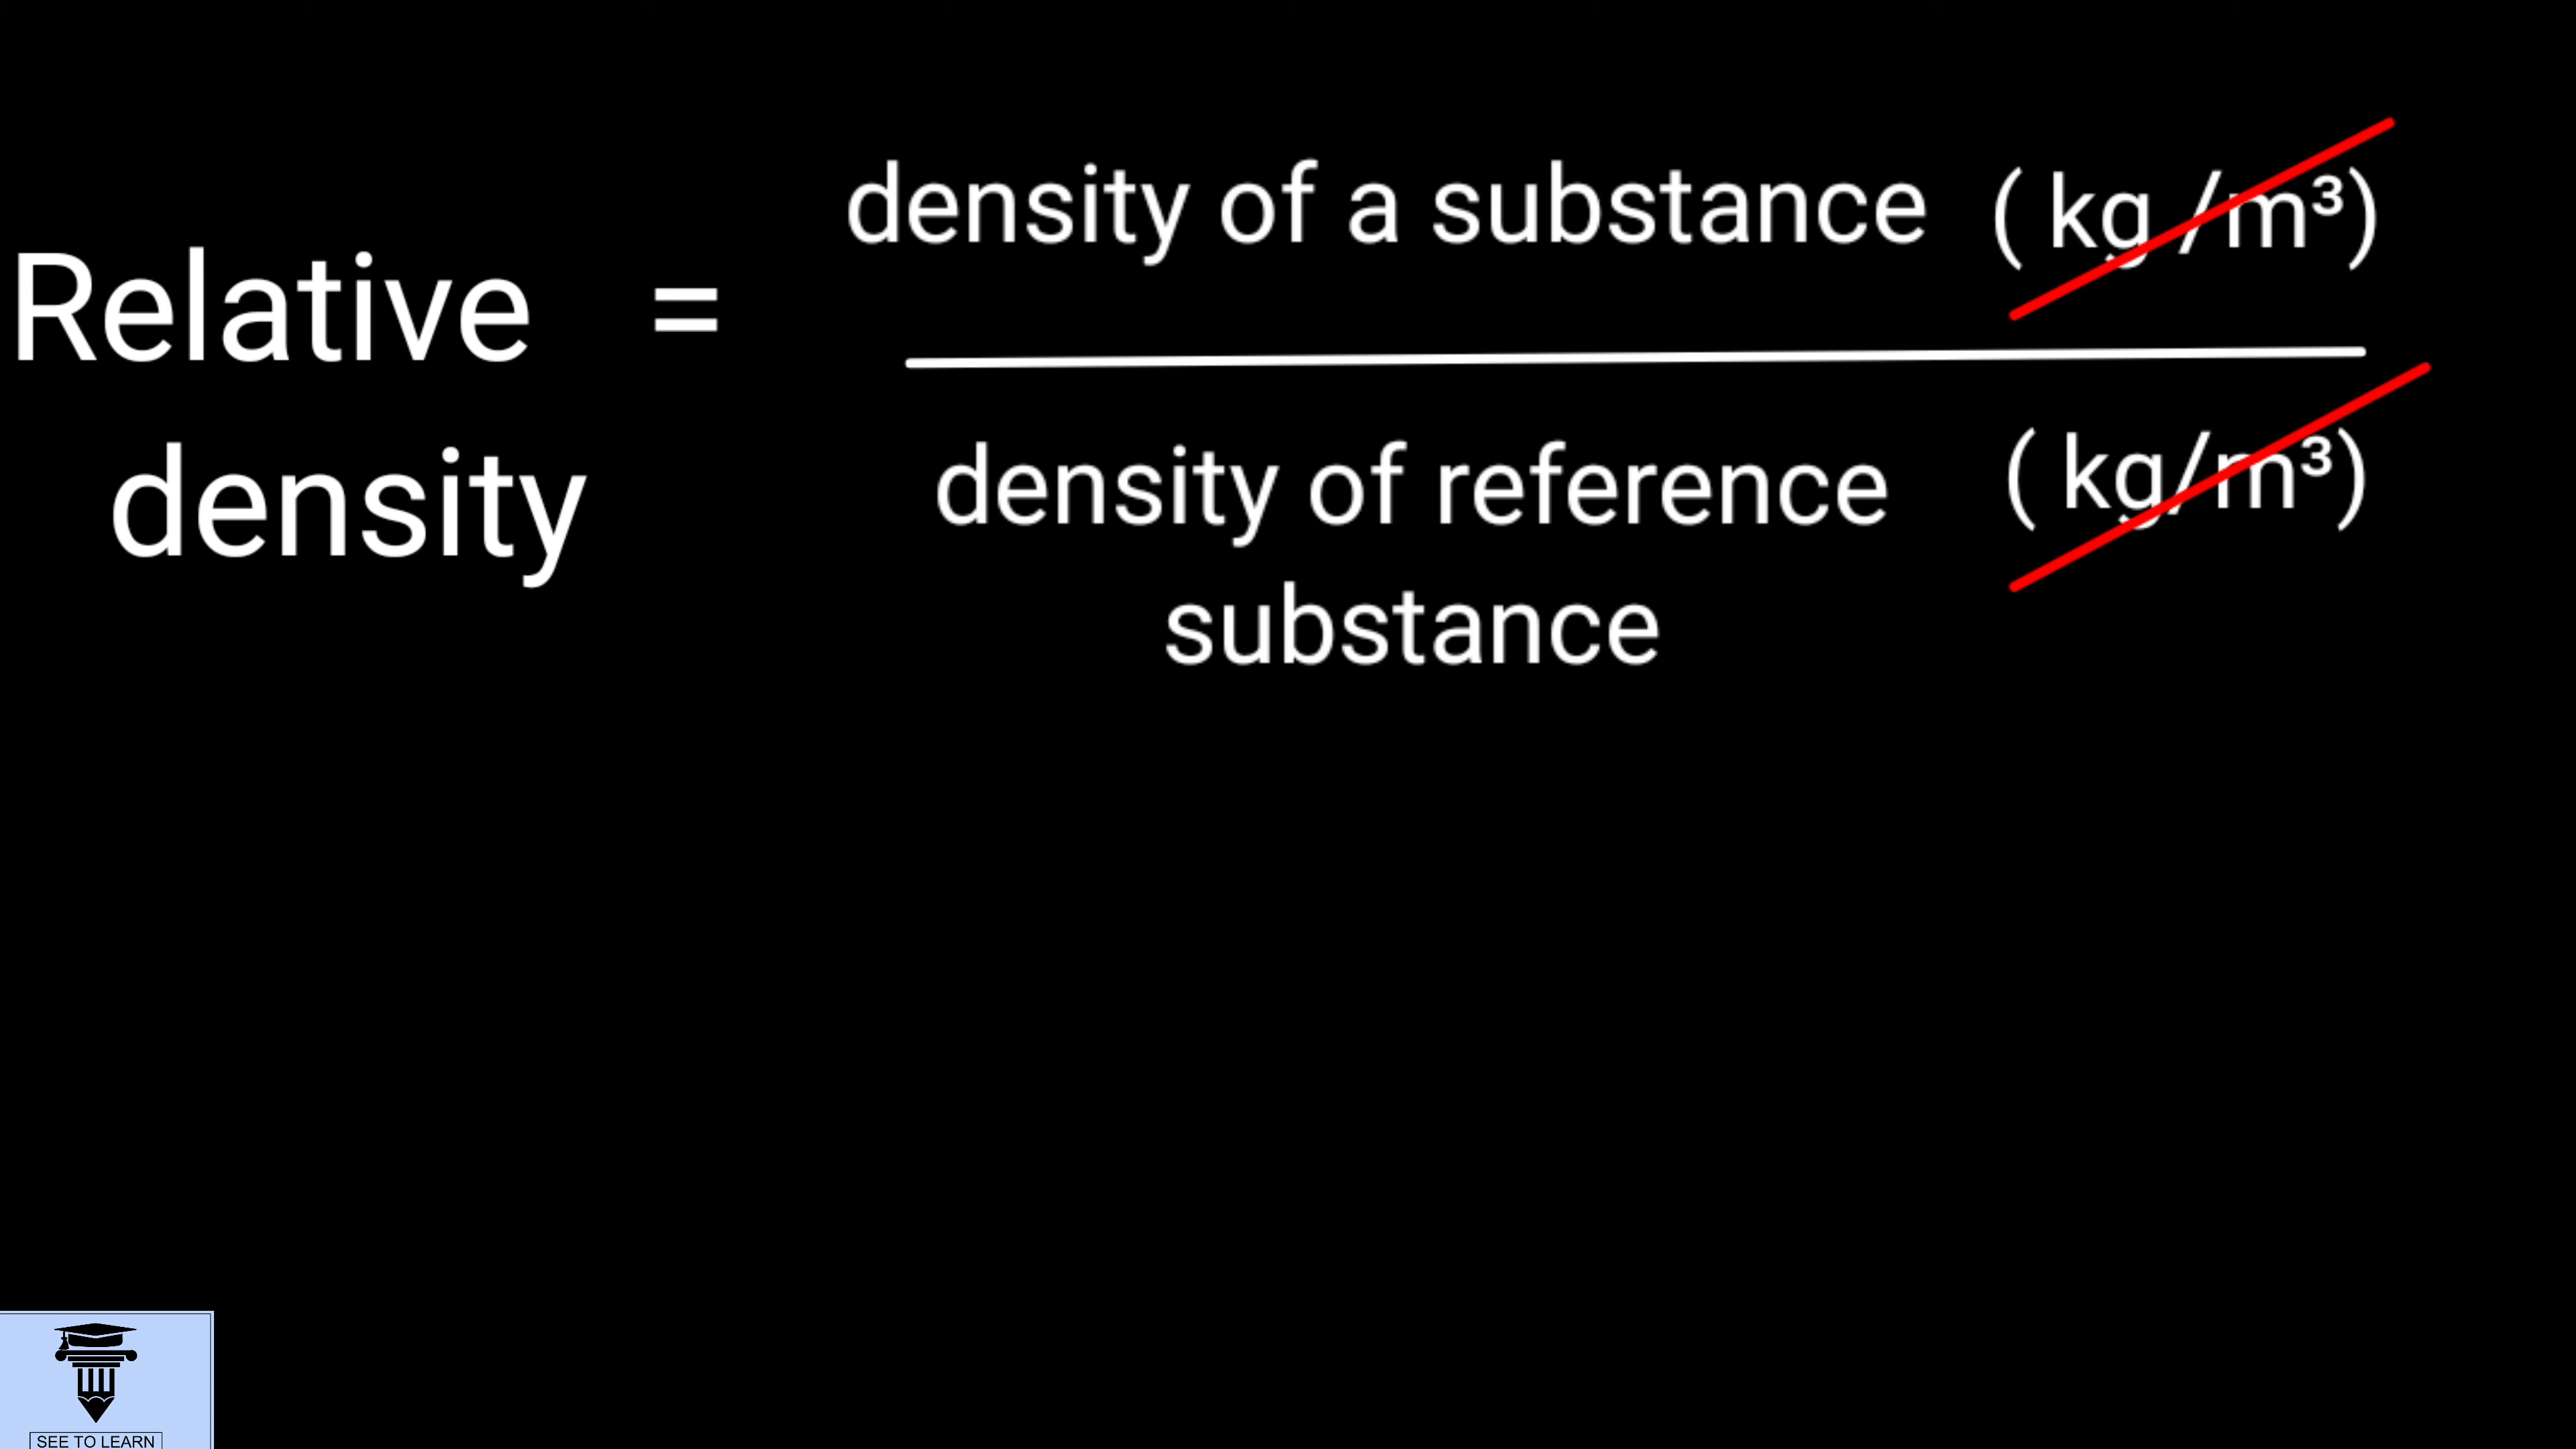 Relative
density
=
density of a substance ( kg /m³)
density of reference ( kg/m³)
substance
SEE TO LEARN